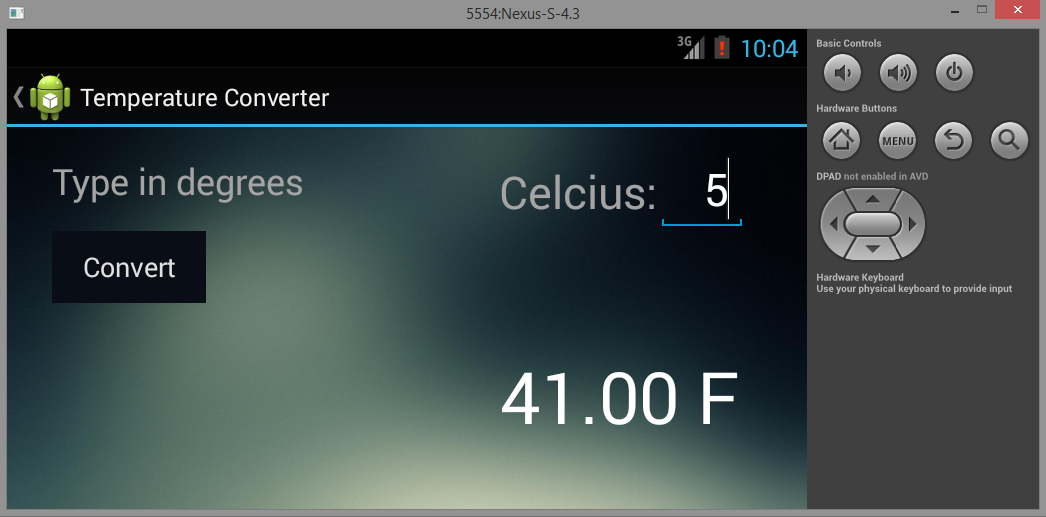 5554:Nexus-S-4.3
3G 10:04
Temperature Converter
Type in degrees
Celcius: 5
Convert
41.00 F
Basic Controls
Hardware Buttons
MENU
DPAD not enabled in AVD
Hardware Keyboard
Use your physical keyboard to provide input